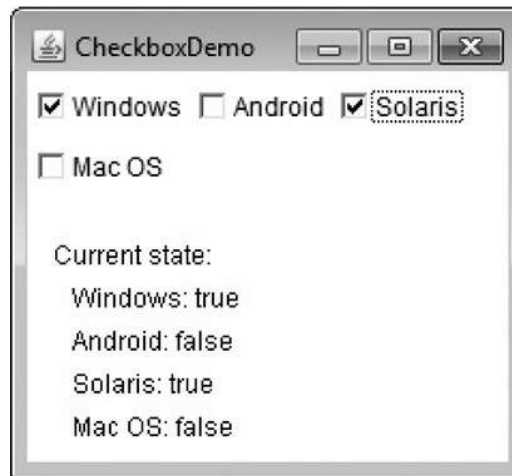 CheckboxDemo
Windows Android Solaris
Mac OS
Current state:
Windows: true
Android: false
Solaris: true
Mac OS: false